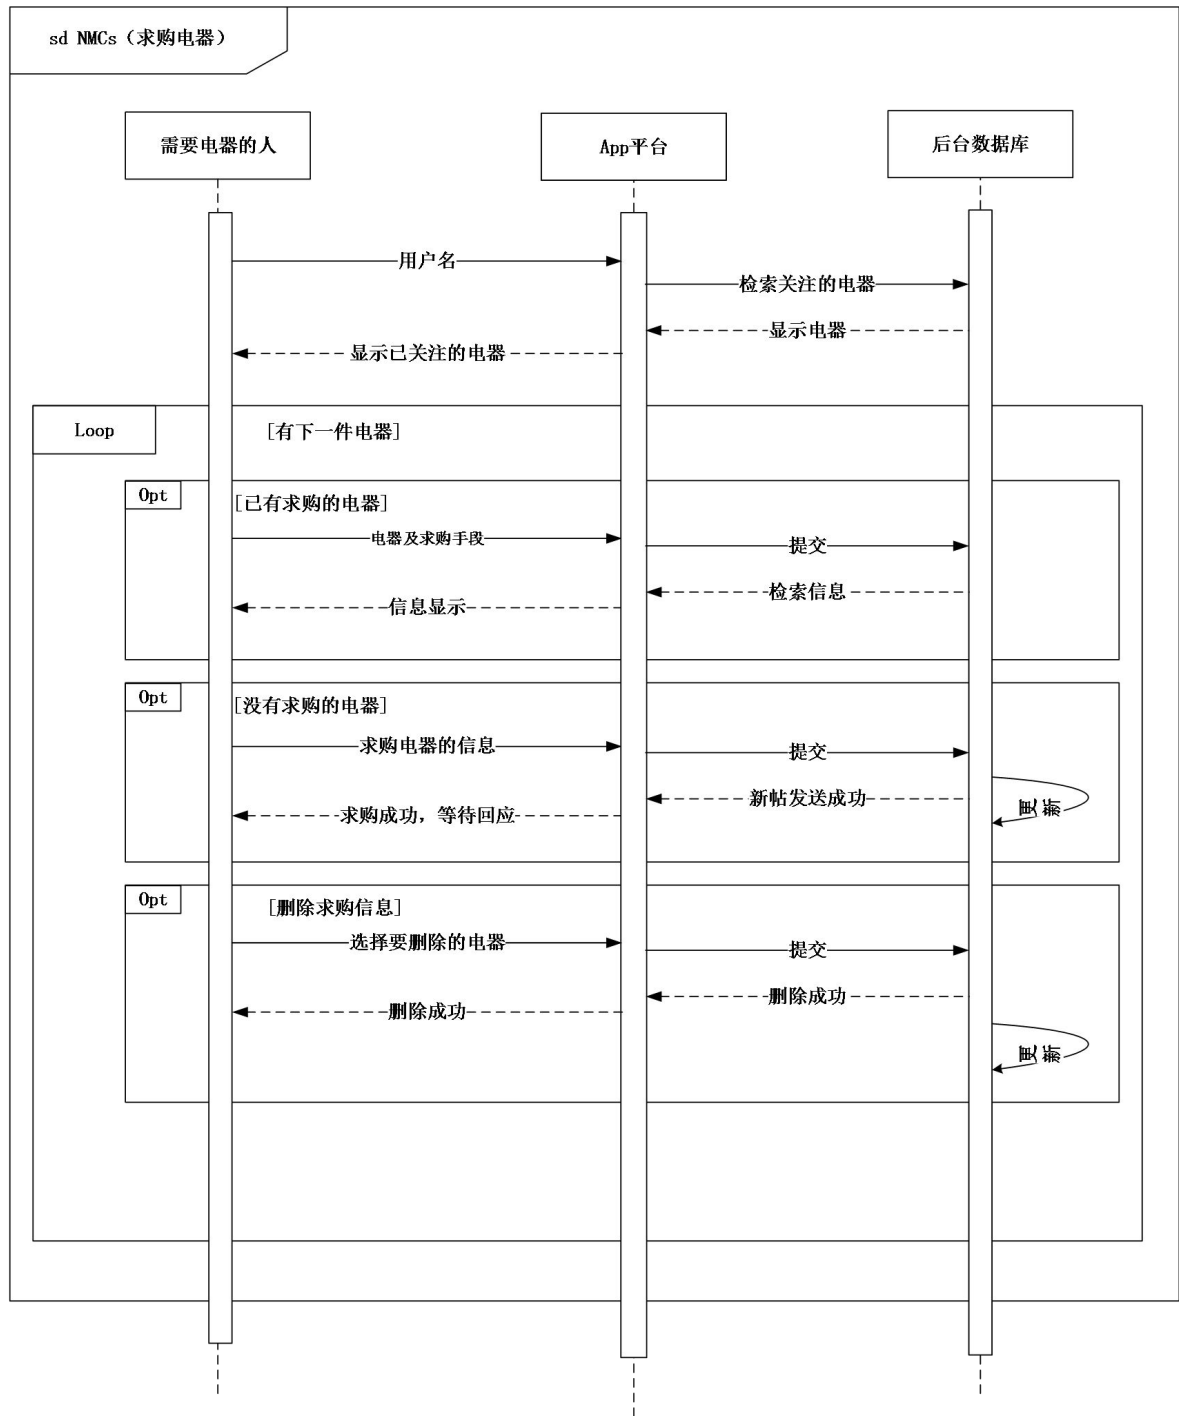 sd NMCs（求购电器）
需要电器的人
App平台
后台数据库
用户名
检索关注的电器
显示电器
显示已关注的电器
Loop
[有下一件电器]
Opt
[已有求购的电器]
电器及求购手段
提交
检索信息
信息显示
Opt
[没有求购的电器]
求购电器的信息
提交
新帖发送成功
更新
求购成功，等待回应
Opt
[删除求购信息]
选择要删除的电器
提交
删除成功
删除成功
更新